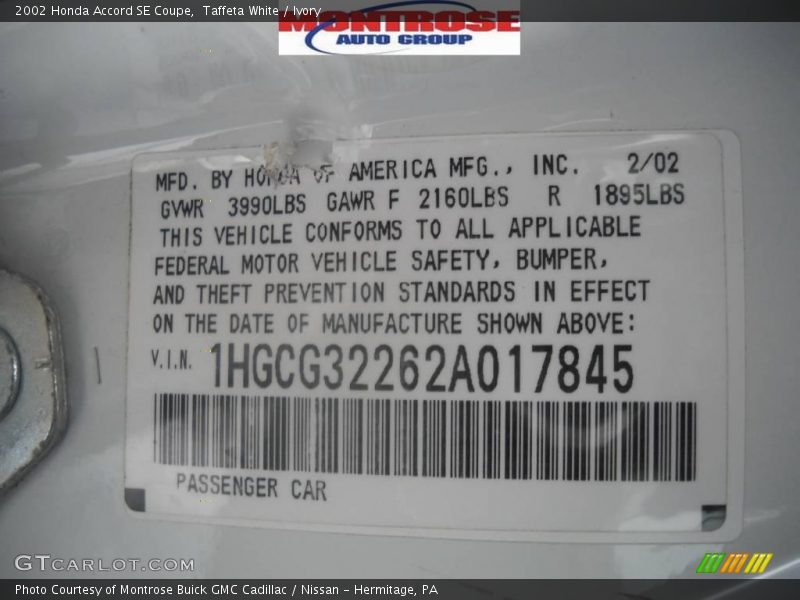 2002 Honda Accord SE Coupe, Taffeta White / Ivory
MONTROSE
AUTO GROUP
MFD. BY HONDA OF AMERICA MFG., INC. 2/02
GVWR 3990LBS GAWR F 2160LBS R 1895LBS
THIS VEHICLE CONFORMS TO ALL APPLICABLE
FEDERAL MOTOR VEHICLE SAFETY, BUMPER,
AND THEFT PREVENTION STANDARDS IN EFFECT
ON THE DATE OF MANUFACTURE SHOWN ABOVE:
V.I.N. 1HGCG32262A017845
PASSENGER CAR
GTCARLOT.COM
Photo Courtesy of Montrose Buick GMC Cadillac / Nissan - Hermitage, PA